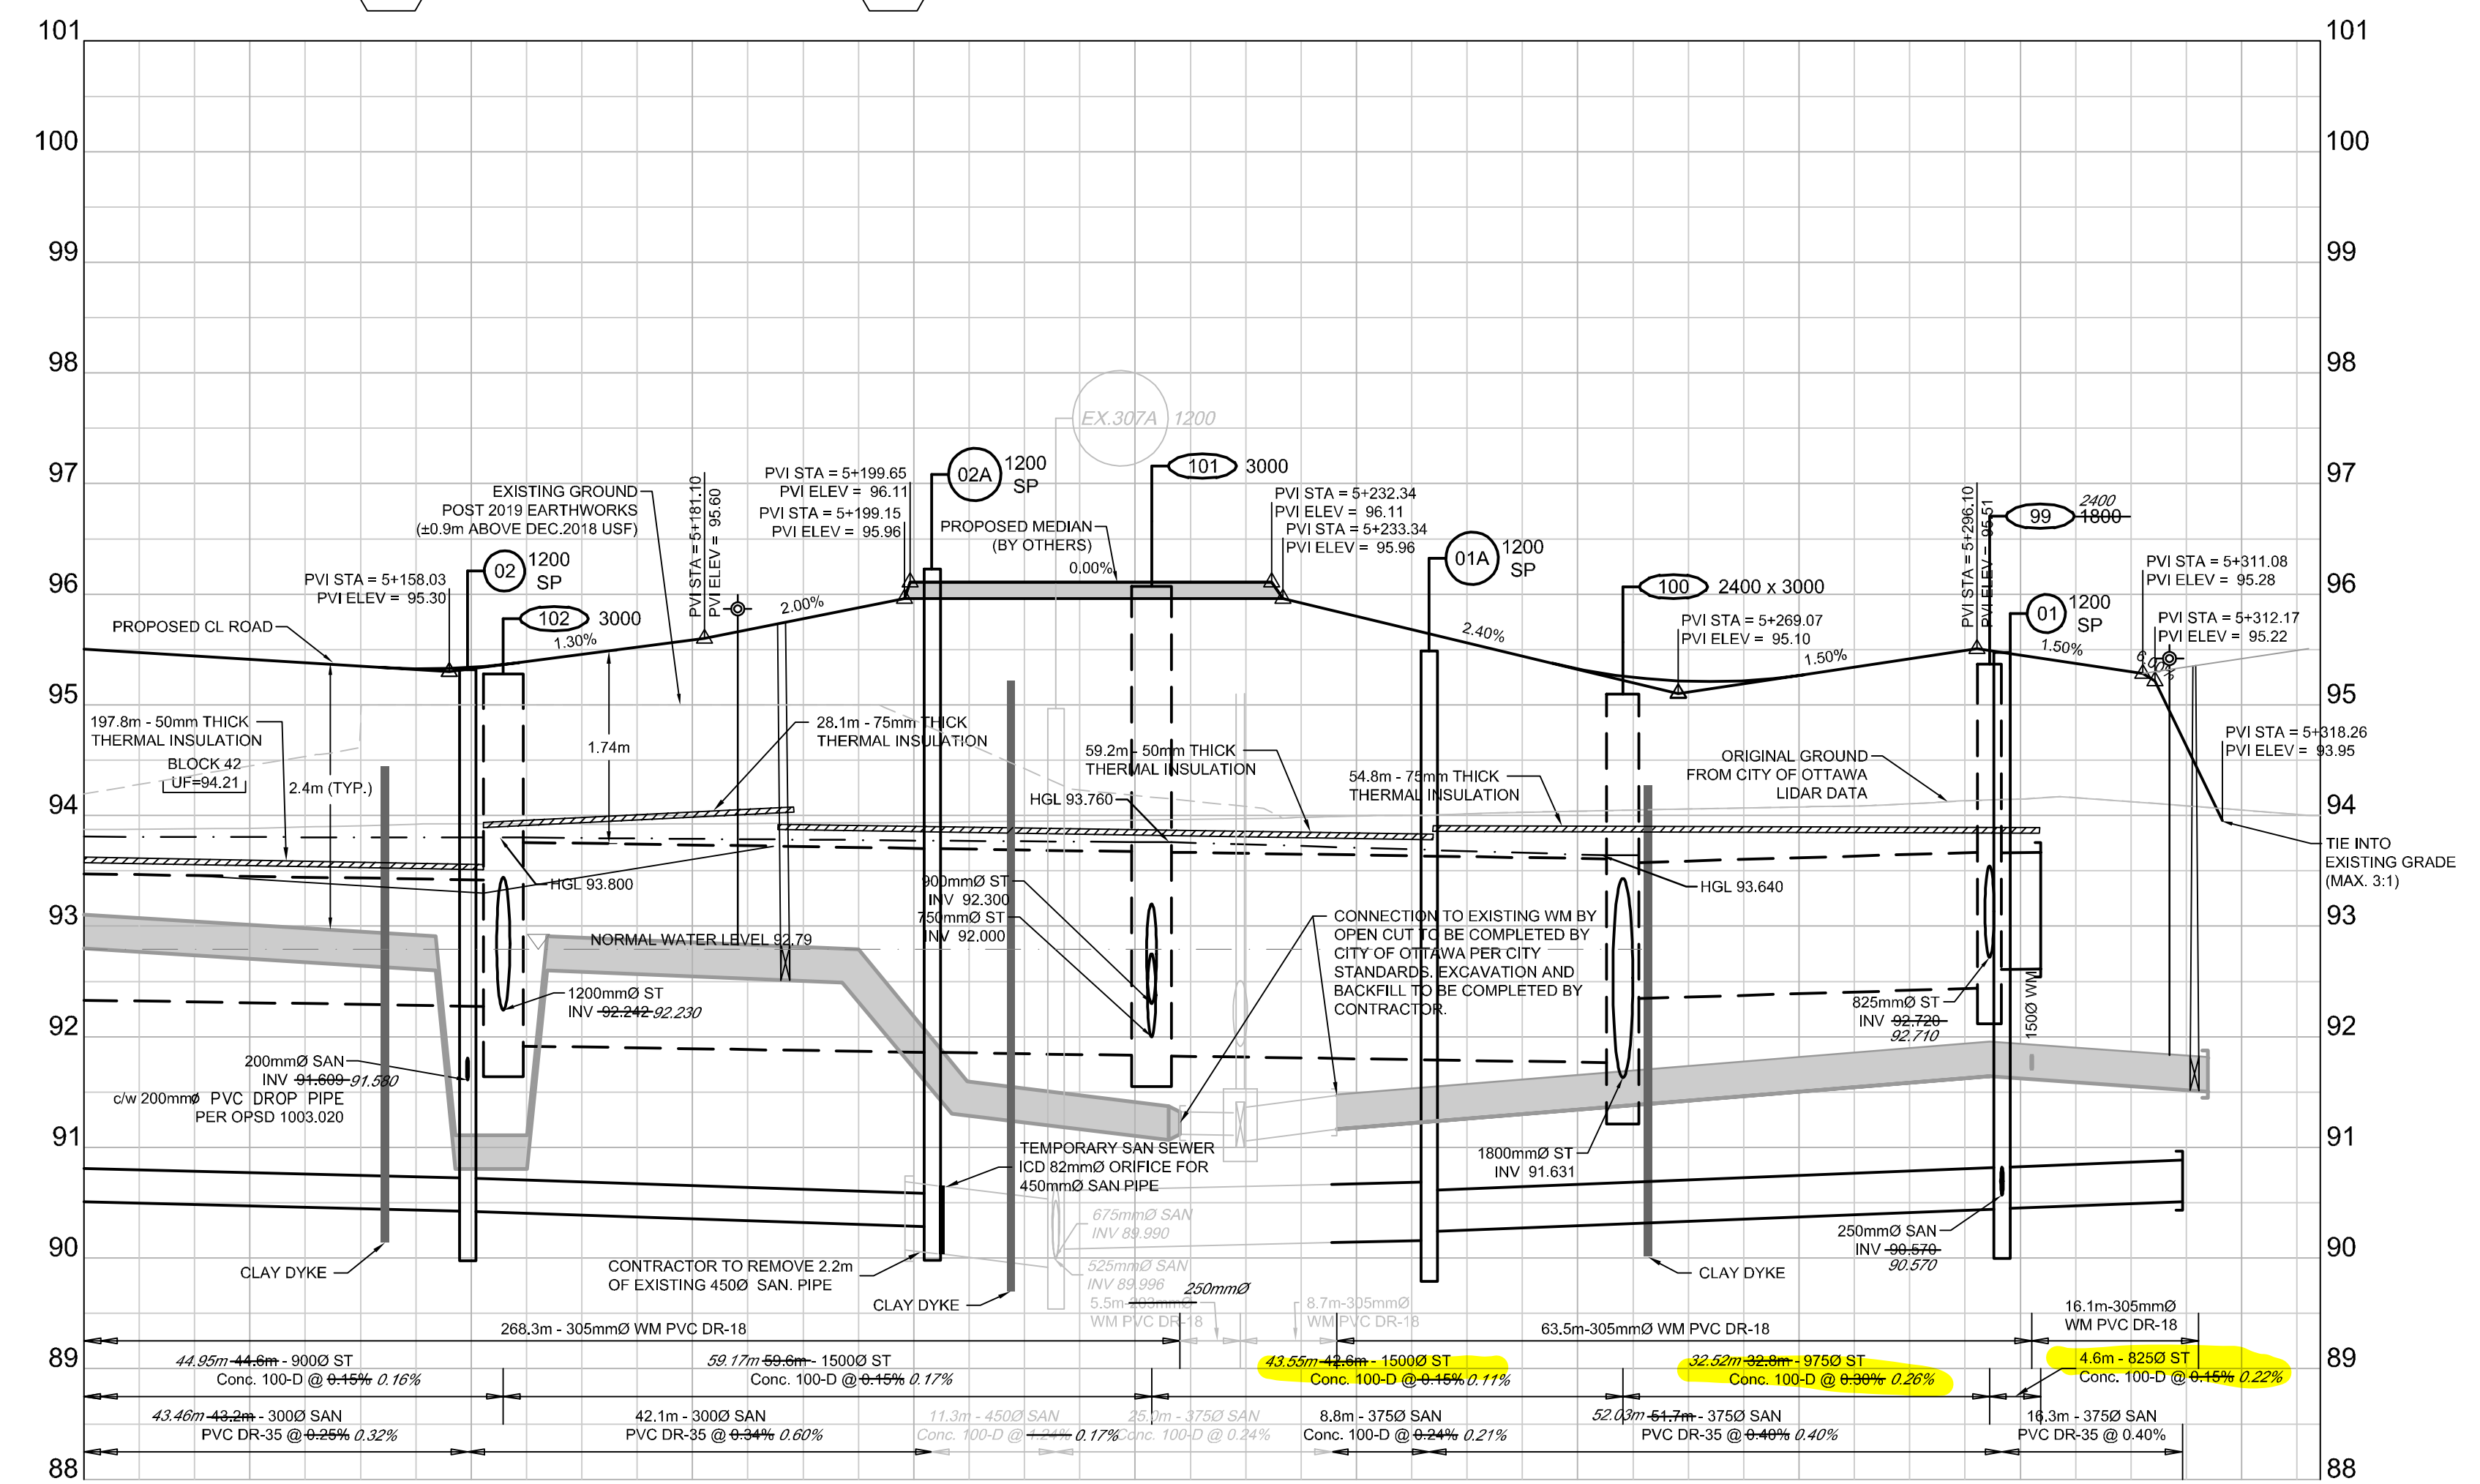 101
101
100
100
99
99
98
98
97
97
96
96
95
95
94
94
93
93
92
92
91
91
90
90
89
89
88
88
EX.307A 1200
PROPOSED CL ROAD
PVI STA = 5+158.03
PVI ELEV = 95.30
02
1200
SP
102
3000
EXISTING GROUND
POST 2019 EARTHWORKS
(±0.9m ABOVE DEC.2018 USF)
1.30%
PVI STA = 5+181.10
PVI ELEV = 95.60
2.00%
PVI STA = 5+199.65
PVI ELEV = 96.11
PVI STA = 5+199.15
PVI ELEV = 95.96
02A
1200
SP
PROPOSED MEDIAN
(BY OTHERS)
0.00%
101
3000
PVI STA = 5+232.34
PVI ELEV = 96.11
PVI STA = 5+233.34
PVI ELEV = 95.96
01A
1200
SP
2.40%
100
2400 x 3000
PVI STA = 5+269.07
PVI ELEV = 95.10
1.50%
PVI STA = 5+296.10
PVI ELEV = 95.51
99
2400
1800
01
1200
SP
1.50%
PVI STA = 5+311.08
PVI ELEV = 95.28
PVI STA = 5+312.17
PVI ELEV = 95.22
6.00%
PVI STA = 5+318.26
PVI ELEV = 93.95
TIE INTO
EXISTING GRADE
(MAX. 3:1)
197.8m - 50mm THICK
THERMAL INSULATION
BLOCK 42
UF=94.21
2.4m (TYP.)
1.74m
28.1m - 75mm THICK
THERMAL INSULATION
59.2m - 50mm THICK
THERMAL INSULATION
HGL 93.760
54.8m - 75mm THICK
THERMAL INSULATION
ORIGINAL GROUND
FROM CITY OF OTTAWA
LIDAR DATA
HGL 93.800
HGL 93.640
900mmØ ST
INV 92.300
750mmØ ST
INV 92.000
NORMAL WATER LEVEL 92.79
CONNECTION TO EXISTING WM BY
OPEN CUT TO BE COMPLETED BY
CITY OF OTTAWA PER CITY
STANDARDS. EXCAVATION AND
BACKFILL TO BE COMPLETED BY
CONTRACTOR.
1200mmØ ST
INV 92.242 92.230
825mmØ ST
INV 92.720
92.710
150Ø WM
200mmØ SAN
INV 91.609 91.580
c/w 200mmø PVC DROP PIPE
PER OPSD 1003.020
TEMPORARY SAN SEWER
ICD 82mmØ ORIFICE FOR
450mmØ SAN PIPE
1800mmØ ST
INV 91.631
675mmØ SAN
INV 89.990
525mmØ SAN
INV 89.996
250mmØ SAN
INV 90.570
90.570
CLAY DYKE
CONTRACTOR TO REMOVE 2.2m
OF EXISTING 450Ø SAN. PIPE
CLAY DYKE
CLAY DYKE
268.3m - 305mmØ WM PVC DR-18
250mmØ
5.5m-203mmØ
WM PVC DR-18
8.7m-305mmØ
WM PVC DR-18
63.5m-305mmØ WM PVC DR-18
16.1m-305mmØ
WM PVC DR-18
44.95m 44.6m - 900Ø ST
Conc. 100-D @ 0.15% 0.16%
59.17m 59.6m - 1500Ø ST
Conc. 100-D @ 0.15% 0.17%
43.55m 42.6m - 1500Ø ST
Conc. 100-D @ 0.15% 0.11%
32.52m 32.8m - 975Ø ST
Conc. 100-D @ 0.30% 0.26%
4.6m - 825Ø ST
Conc. 100-D @ 0.15% 0.22%
43.46m 43.2m - 300Ø SAN
PVC DR-35 @ 0.25% 0.32%
42.1m - 300Ø SAN
PVC DR-35 @ 0.34% 0.60%
11.3m - 450Ø SAN
Conc. 100-D @ 1.24% 0.17%
25.0m - 375Ø SAN
Conc. 100-D @ 0.24%
8.8m - 375Ø SAN
Conc. 100-D @ 0.24% 0.21%
52.03m 51.7m - 375Ø SAN
PVC DR-35 @ 0.40% 0.40%
16.3m - 375Ø SAN
PVC DR-35 @ 0.40%